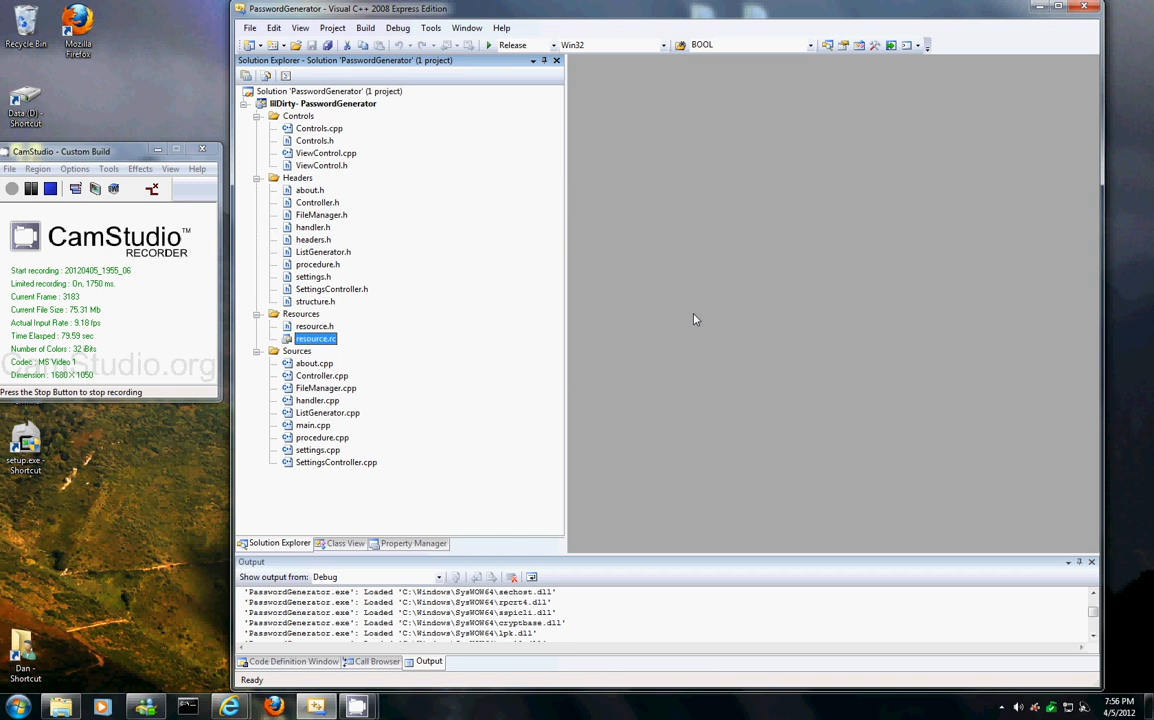 Recycle Bin
Mozilla
Firefox
Data (D) -
Shortcut
CamStudio - Custom Build
File Region Options Tools Effects View Help
CamStudio™
RECORDER
Start recording : 20120405_1955_06
Limited recording : On, 1750 ms.
Current Frame : 3183
Current File Size : 75.31 Mb
Actual Input Rate : 9.18 fps
Time Elasped : 79.59 sec
Number of Colors : 32 Bits
Codec : MS Video 1
Dimension : 1680 X 1050
CamStudio.org
Press the Stop Button to stop recording
setup.exe -
Shortcut
Dan -
Shortcut
PasswordGenerator - Visual C++ 2008 Express Edition
File Edit View Project Build Debug Tools Window Help
Release Win32 BOOL
Solution Explorer - Solution 'PasswordGenerator' (1 project)
Solution 'PasswordGenerator' (1 project)
lilDirty- PasswordGenerator
Controls
Controls.cpp
Controls.h
ViewControl.cpp
ViewControl.h
Headers
about.h
Controller.h
FileManager.h
handler.h
headers.h
ListGenerator.h
procedure.h
settings.h
SettingsController.h
structure.h
Resources
resource.h
resource.rc
Sources
about.cpp
Controller.cpp
FileManager.cpp
handler.cpp
ListGenerator.cpp
main.cpp
procedure.cpp
settings.cpp
SettingsController.cpp
Solution Explorer Class View Property Manager
Output
Show output from: Debug
'PasswordGenerator.exe': Loaded 'C:\Windows\SysWOW64\sechost.dll'
'PasswordGenerator.exe': Loaded 'C:\Windows\SysWOW64\rpcrt4.dll'
'PasswordGenerator.exe': Loaded 'C:\Windows\SysWOW64\sspicli.dll'
'PasswordGenerator.exe': Loaded 'C:\Windows\SysWOW64\cryptbase.dll'
'PasswordGenerator.exe': Loaded 'C:\Windows\SysWOW64\lpk.dll'
Code Definition Window Call Browser Output
Ready
7:56 PM
4/5/2012